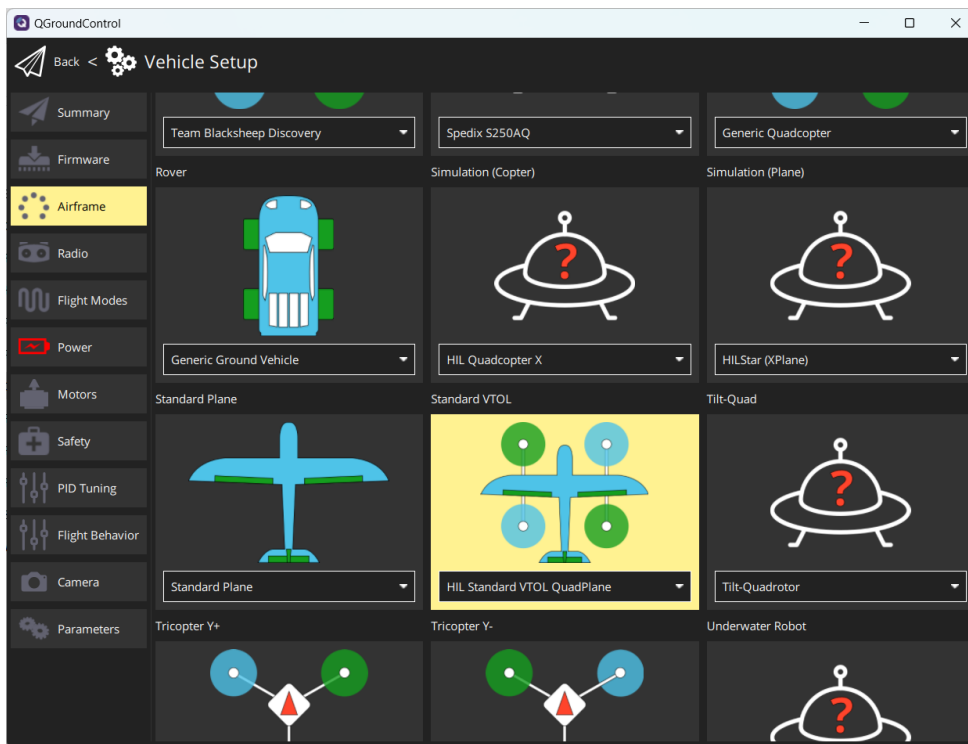 QGroundControl
Back < Vehicle Setup
Summary
Firmware
Airframe
Radio
Flight Modes
Power
Motors
Safety
PID Tuning
Flight Behavior
Camera
Parameters
Team Blacksheep Discovery
Spedix S250AQ
Generic Quadcopter
Rover
Simulation (Copter)
Simulation (Plane)
?
?
Generic Ground Vehicle
HIL Quadcopter X
HILStar (XPlane)
Standard Plane
Standard VTOL
Tilt-Quad
?
Standard Plane
HIL Standard VTOL QuadPlane
Tilt-Quadrotor
Tricopter Y+
Tricopter Y-
Underwater Robot
?